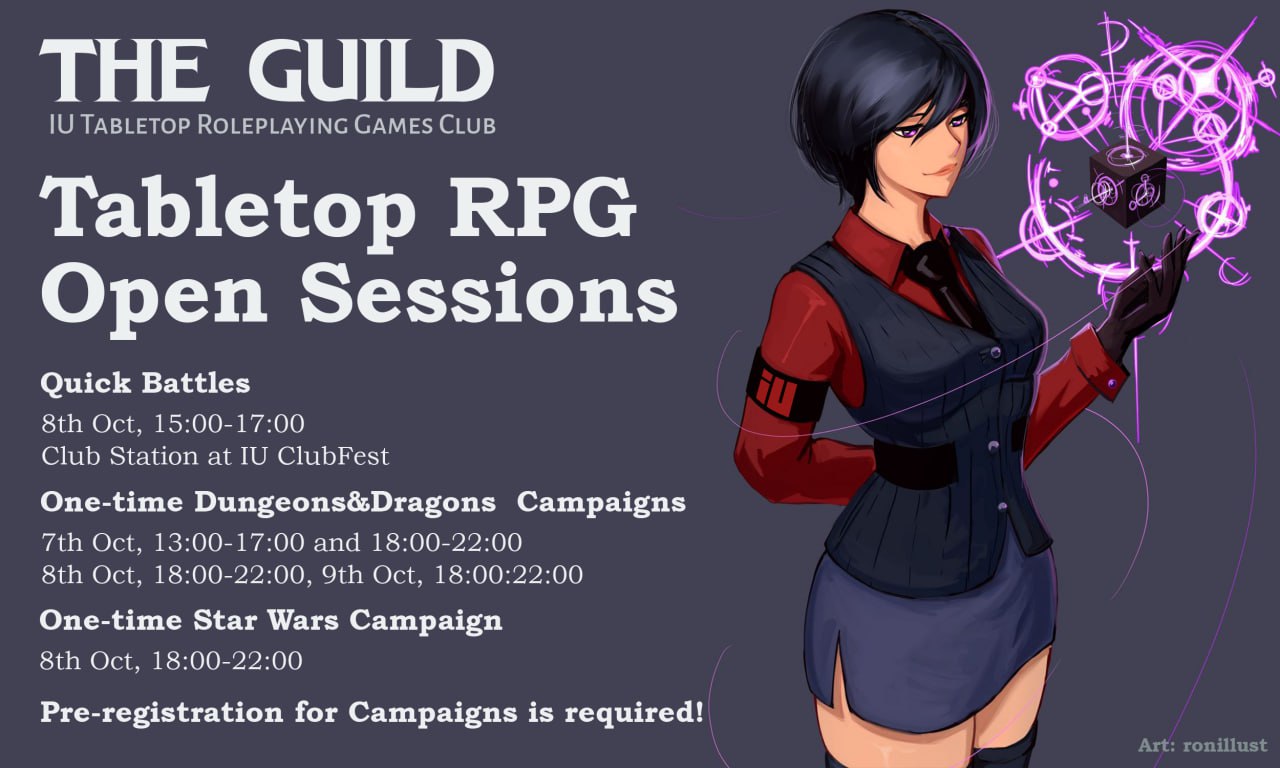 THE GUILD
IU TABLETOP ROLEPLAYING GAMES CLUB
Tabletop RPG
Open Sessions
Quick Battles
8th Oct, 15:00-17:00
Club Station at IU ClubFest
One-time Dungeons&Dragons  Campaigns
7th Oct, 13:00-17:00 and 18:00-22:00
8th Oct, 18:00-22:00, 9th Oct, 18:00:22:00
One-time Star Wars Campaign
8th Oct, 18:00-22:00
Pre-registration for Campaigns is required!
iU
Art: ronillust